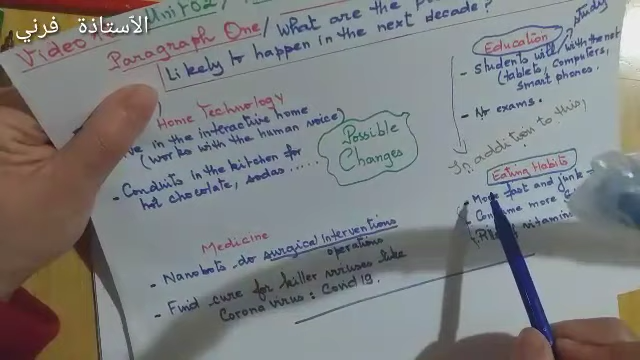 الأستاذة فرني
Video
Unit 02/
Paragraph One/ What are the
Likely to happen in the next decade?
Home Technology
in the interactive home
(works with the human voice)
- Conduits in the kitchen for
hot chocolate, sodas .....
Possible
Changes
Medicine
- Nanobots do surgical interventions
operations
- Find cure for killer viruses like
Corona virus: Covid 19.
Education
study
- Students will with the not
(tablets, computers,
smart phones.
- No exams.
In addition to this,
Eating Habits
- More fast and junk
- Consume more
vitamin